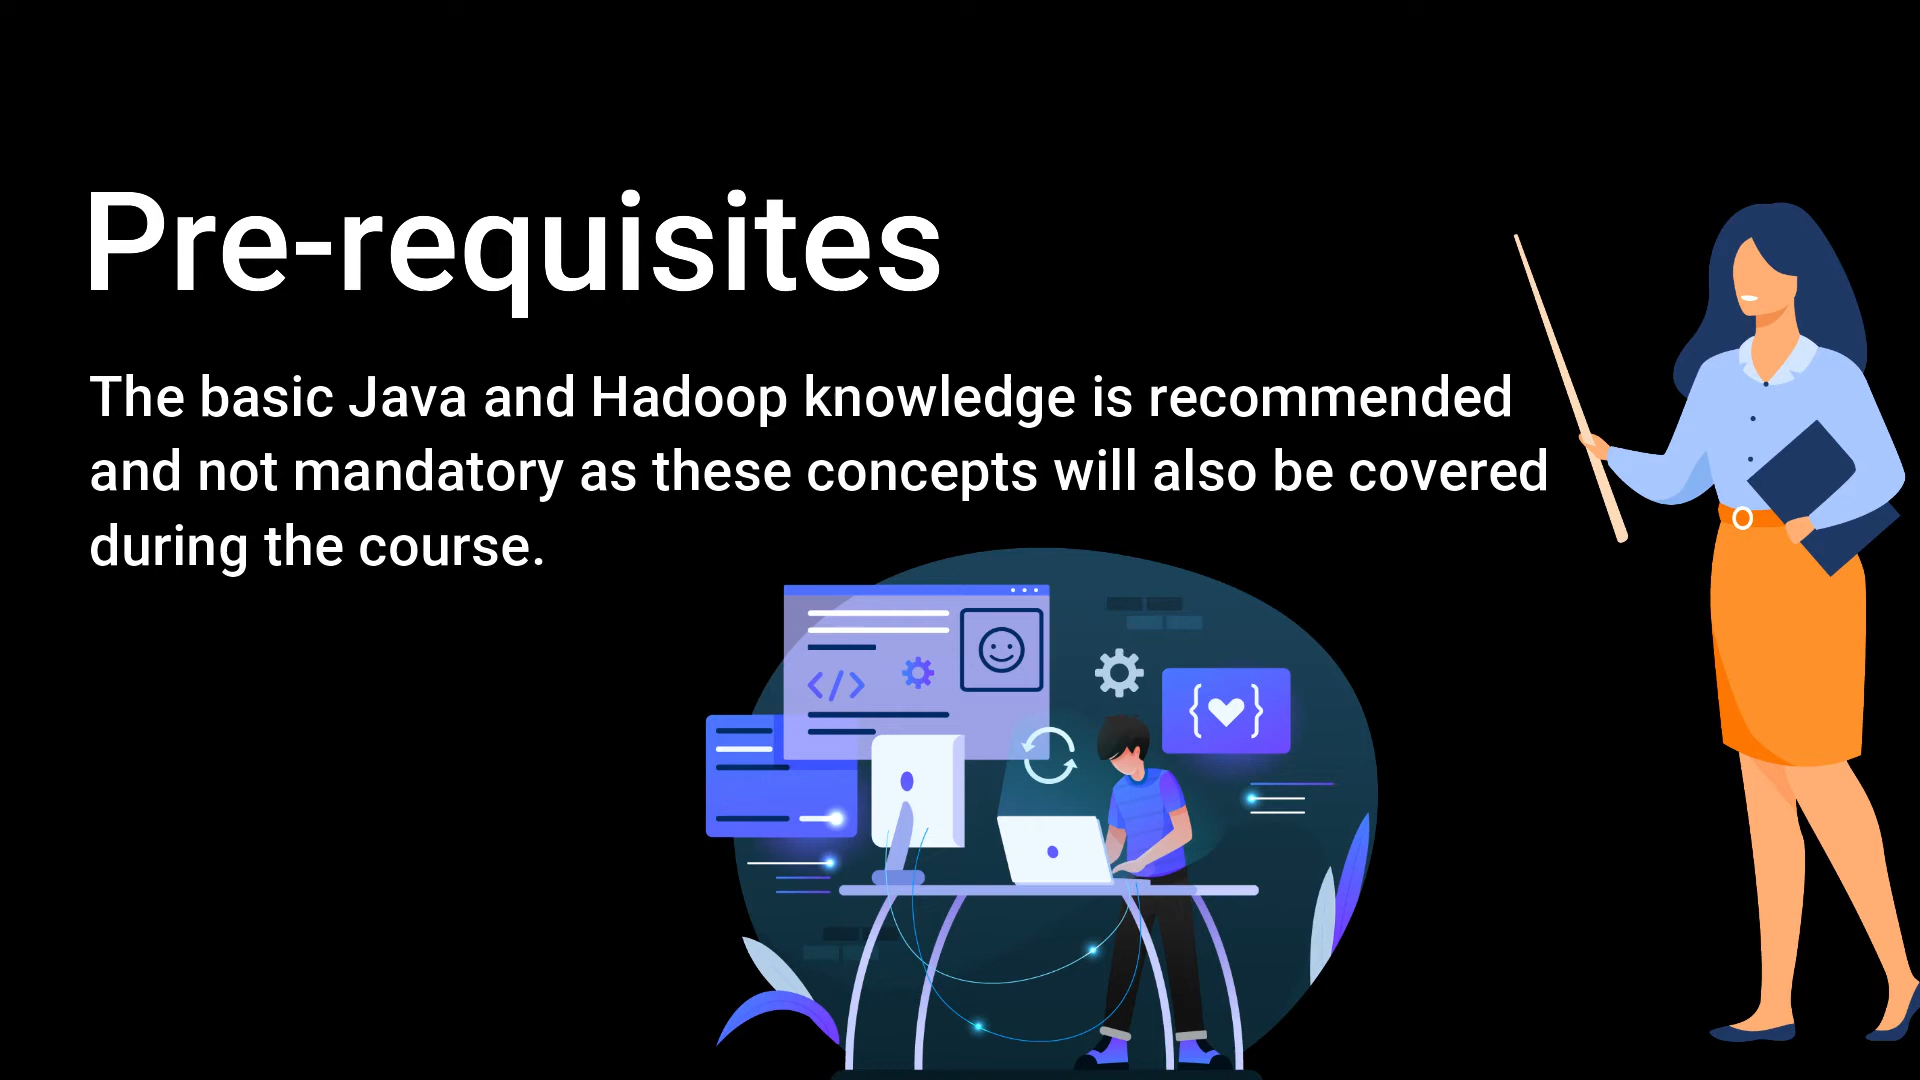 Pre-requisites
The basic Java and Hadoop knowledge is recommended
and not mandatory as these concepts will also be covered
during the course.